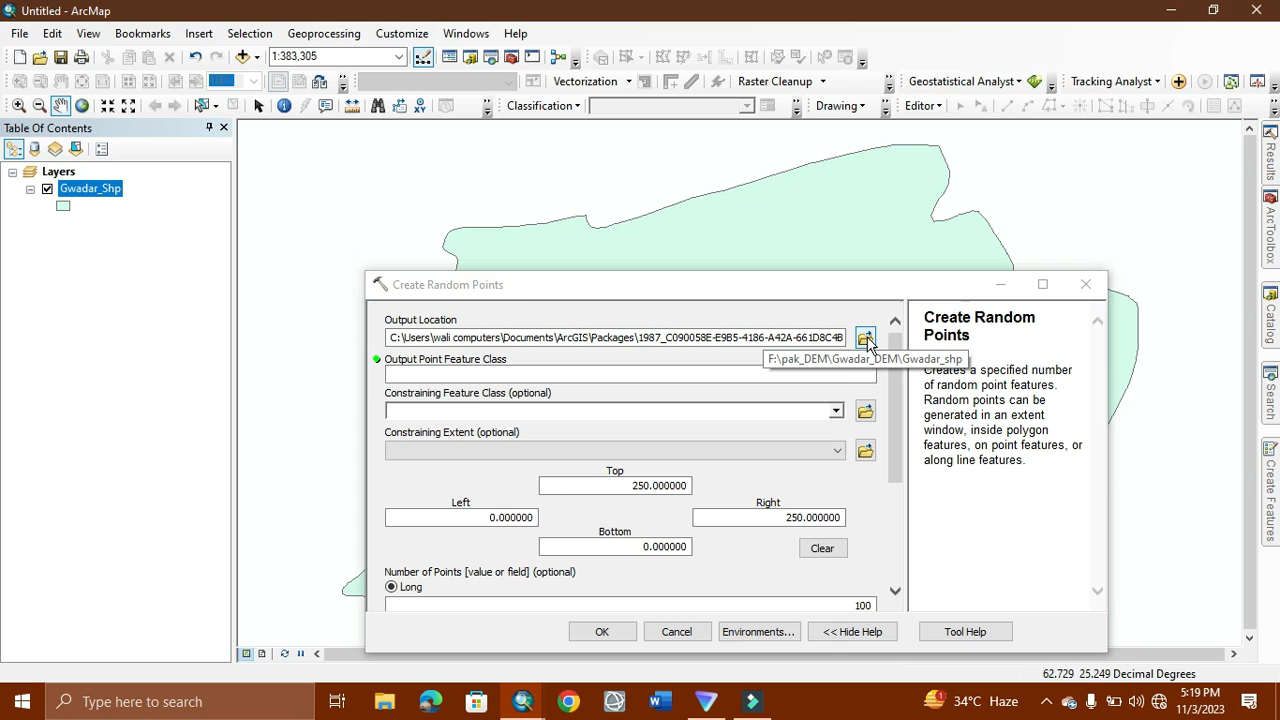 Untitled - ArcMap
File Edit View Bookmarks Insert Selection Geoprocessing Customize Windows Help
1:383,305
Vectorization Raster Cleanup Geostatistical Analyst Tracking Analyst
Classification Drawing Editor
Table Of Contents
Layers
Gwadar_Shp
Create Random Points
Output Location
C:\Users\wali computers\Documents\ArcGIS\Packages\1987_C090058E-E9B5-4186-A42A-661D8C4B
F:\pak_DEM\Gwadar_DEM\Gwadar_shp
Output Point Feature Class
Constraining Feature Class (optional)
Constraining Extent (optional)
Top
250.000000
Left
0.000000
Right
250.000000
Bottom
0.000000
Clear
Number of Points [value or field] (optional)
Long
100
OK Cancel Environments... << Hide Help Tool Help
Create Random
Points
Creates a specified number
of random point features.
Random points can be
generated in an extent
window, inside polygon
features, on point features, or
along line features.
Results
ArcToolbox
Catalog
Search
Create Features
62.729 25.249 Decimal Degrees
Type here to search
34°C Haze
5:19 PM
11/3/2023